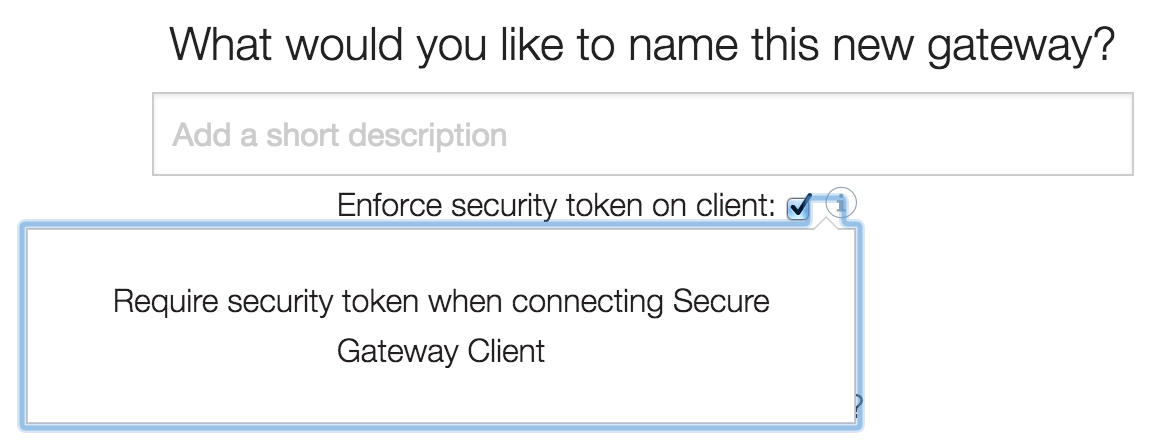 What would you like to name this new gateway?
Add a short description
Enforce security token on client: i
Require security token when connecting Secure
Gateway Client
?